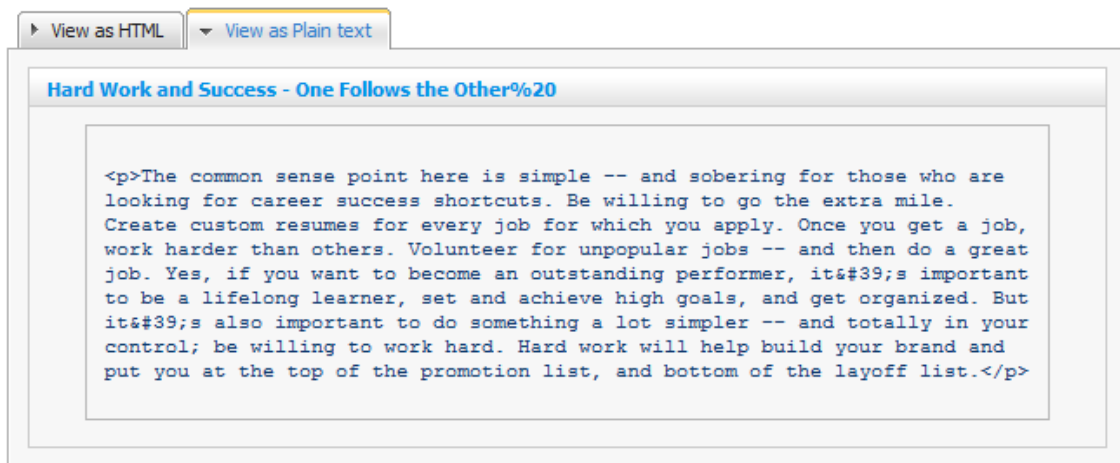 View as HTML View as Plain text
Hard Work and Success - One Follows the Other%20
<p>The common sense point here is simple -- and sobering for those who are
looking for career success shortcuts. Be willing to go the extra mile.
Create custom resumes for every job for which you apply. Once you get a job,
work harder than others. Volunteer for unpopular jobs -- and then do a great
job. Yes, if you want to become an outstanding performer, it&#39;s important
to be a lifelong learner, set and achieve high goals, and get organized. But
it&#39;s also important to do something a lot simpler -- and totally in your
control; be willing to work hard. Hard work will help build your brand and
put you at the top of the promotion list, and bottom of the layoff list.</p>